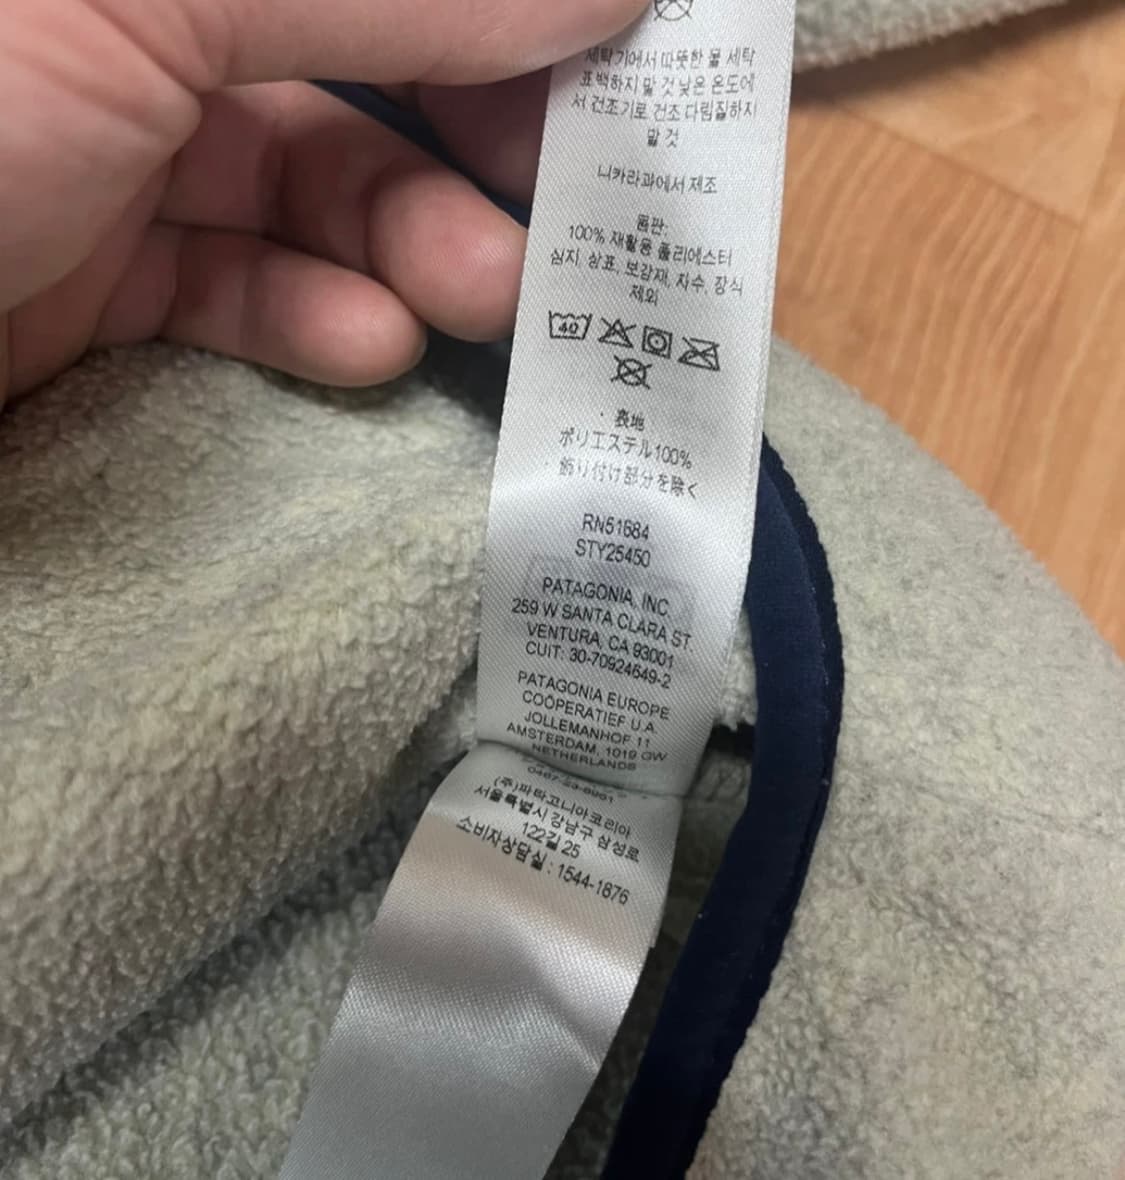 세탁기에서 따뜻한 물 세탁
표백하지 말 것 낮은 온도에
서 건조기로 건조 다림질하지
말 것
니카라과에서 제조
몸판:
100% 재활용 폴리에스터
심지, 상표, 보강재, 자수, 장식
제외
40
· 表地
ポリエステル100%
· 飾り付け部分を除く
RN51684
STY25450
PATAGONIA, INC
259 W SANTA CLARA ST.
VENTURA, CA 93001
CUIT: 30-70924649-2
PATAGONIA EUROPE
COÖPERATIEF U.A.
JOLLEMANHOF 11
AMSTERDAM, 1019 GW
NETHERLANDS
(주)파타고니아코리아
서울특별시 강남구 삼성로
122길 25
소비자상담실 : 1544-1876